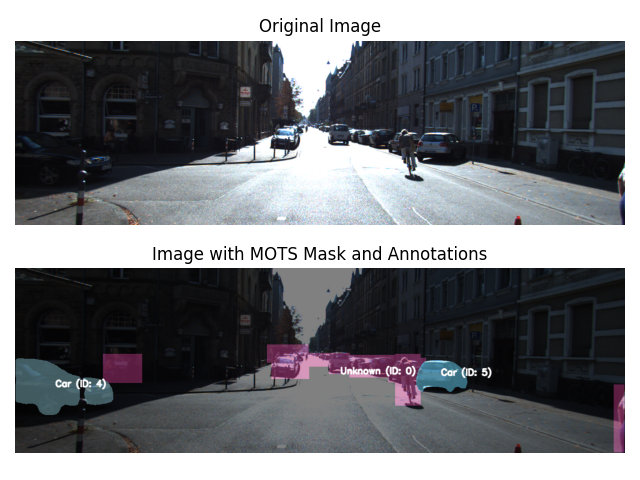 Original Image
Image with MOTS Mask and Annotations
Car (ID: 4)
Unknown (ID: 0)
Car (ID: 5)